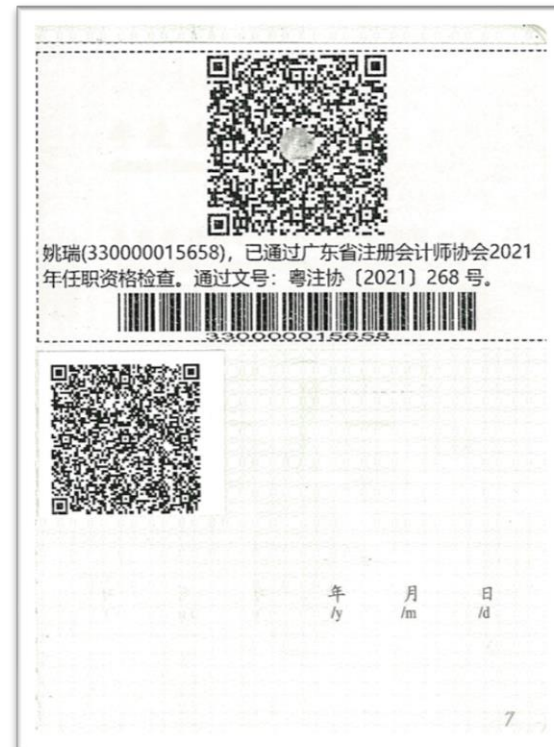 姚瑞(330000015658)，已通过广东省注册会计师协会2021
年任职资格检查。通过文号：粤注协〔2021〕268 号。
330000015658
年 月 日
/y /m /d
7